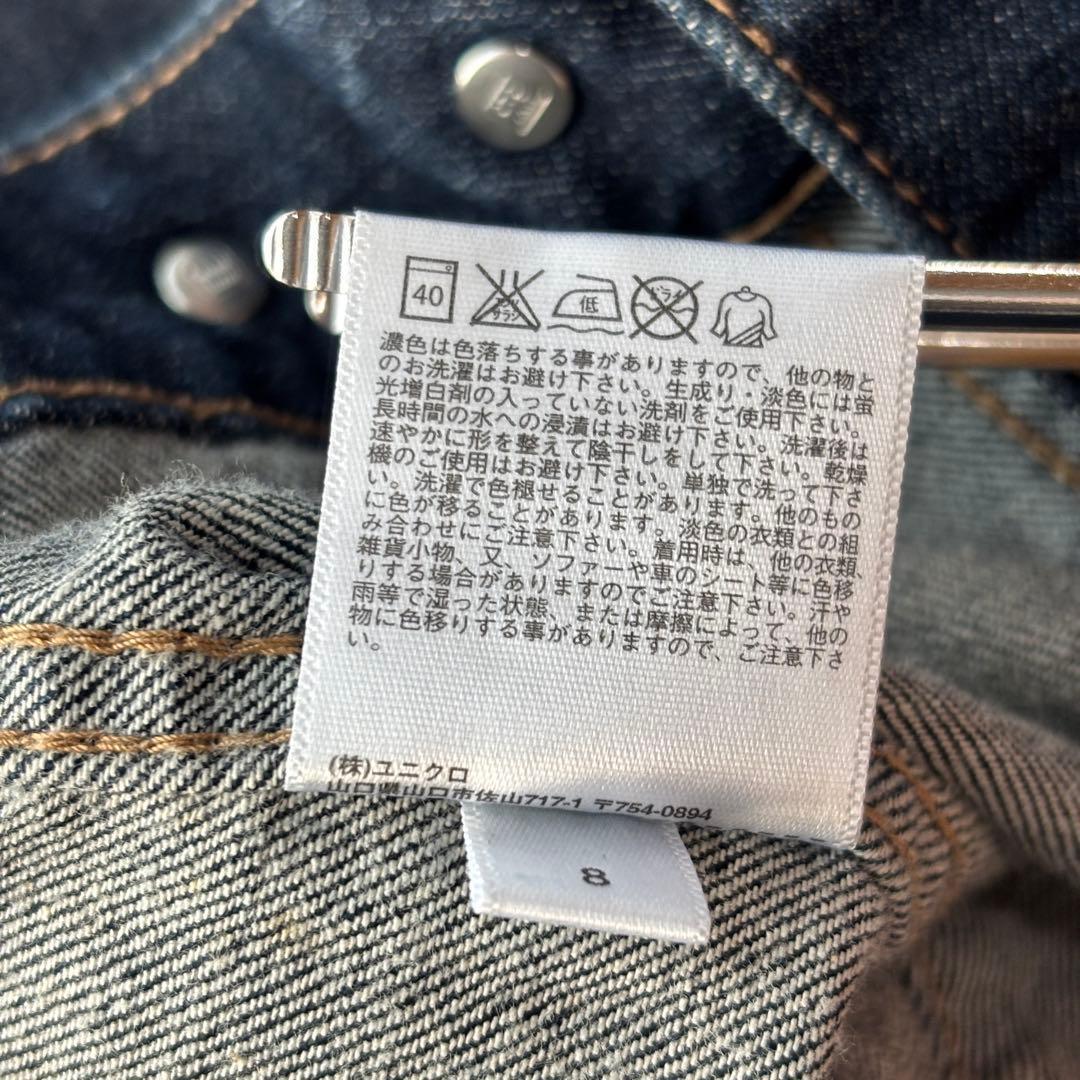 40
エンソ
サラシ
低
ドライ
濃色は色落ちする事がありますので、他の物と
のお洗濯はお避け下さい。生成り・淡色は蛍
光増白剤の入っていない洗剤をご使用下さい。
長時間の水への浸漬はお避け下さい。洗濯後は
速やかに形を整え陰干しをして下さい。乾燥
機のご使用はお避け下さい。単独で洗って下さ
い。洗濯で色褪せることがあります。他のもの
に色が移ることがあります。淡色の衣類との組
み合わせにご注意下さい。着用時は、他の衣類、
雑貨小物、又、ソファーや車のシート等に色移
りする場合がありますのでご注意下さい。汗や
雨等で湿った状態、または摩擦によって、他の
物に色移りする事がありますので、ご注意下さ
い。
(株)ユニクロ
山口県山口市佐山717-1 〒754-0894
8